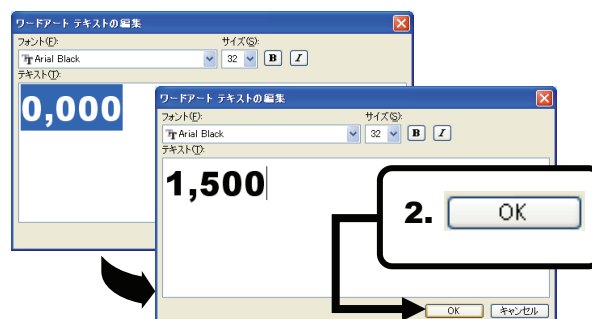 ワードアート テキストの編集
フォント(F): サイズ(S):
Arial Black 32 B I
テキスト(T):
0,000
ワードアート テキストの編集
フォント(F): サイズ(S):
Arial Black 32 B I
テキスト(T):
1,500
2. OK
OK キャンセル